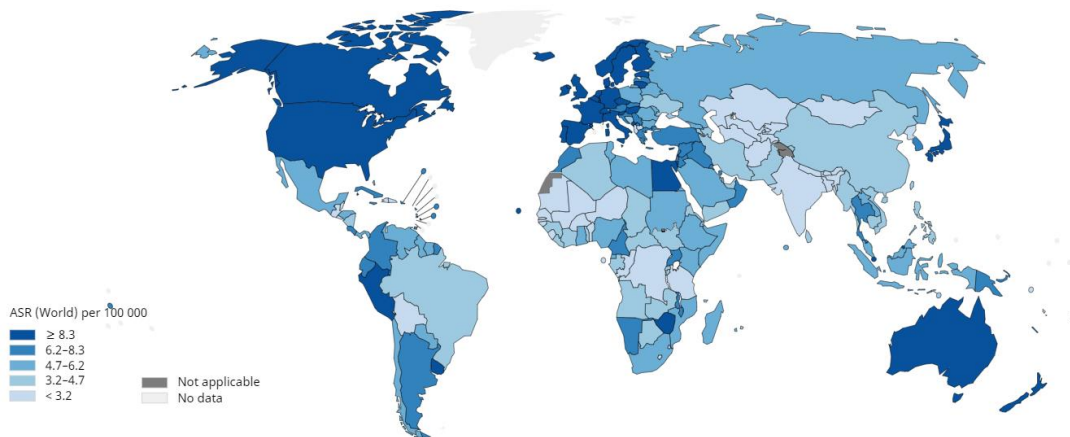 ASR (World) per 100 000
≥ 8.3
6.2–8.3
4.7–6.2
3.2–4.7
< 3.2
Not applicable
No data